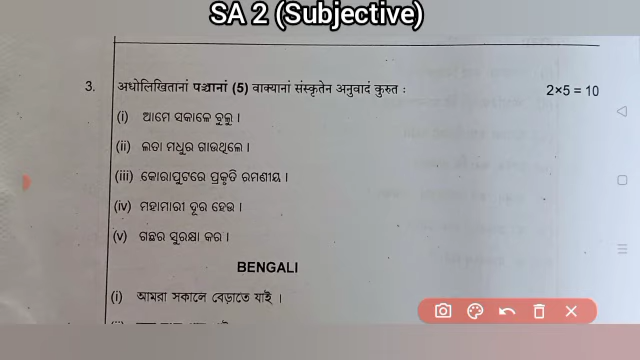 SA 2 (Subjective)
3. अधोलिखितानां पञ्चानां (5) वाक्यानां संस्कृतेन अनुवादं कुरुत : 2×5 = 10
(i) ଆମେ ସକାଳେ ବୁଲୁ ।
(ii) ଲତା ମଧୁର ଗାଉଥିଲେ ।
(iii) କୋରାପୁଟରେ ପ୍ରକୃତି ରମଣୀୟ ।
(iv) ମହାମାରୀ ଦୂର ହେଉ ।
(v) ଗଛର ସୁରକ୍ଷା କର ।
BENGALI
(i) আমরা সকালে বেড়াতে যাই ।